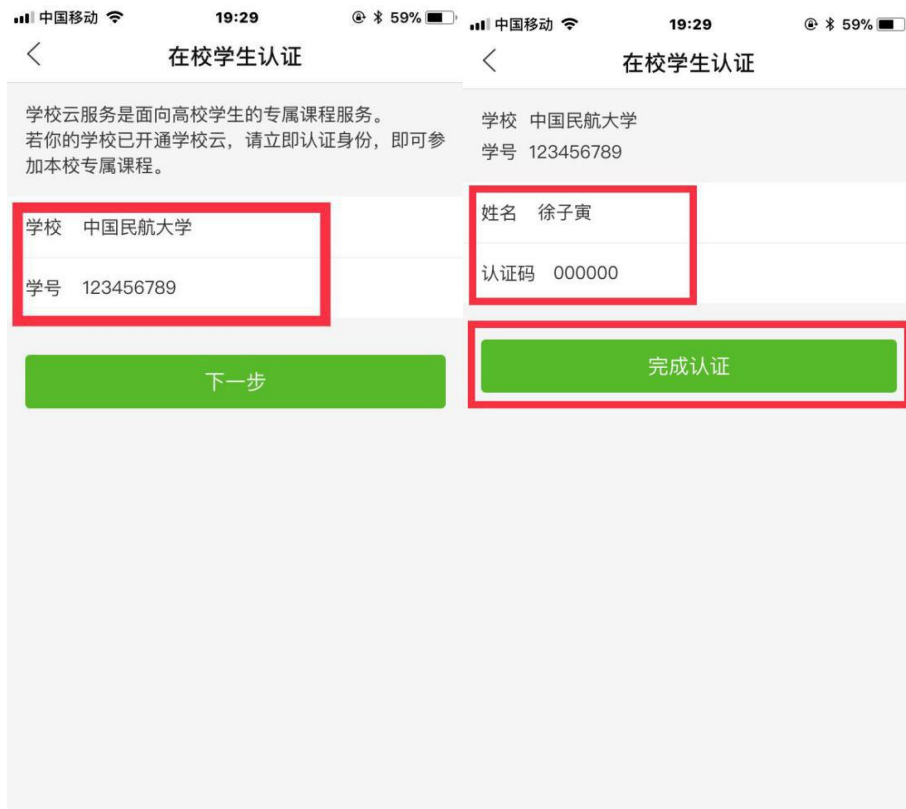 中国移动 19:29 59%
在校学生认证
学校云服务是面向高校学生的专属课程服务。
若你的学校已开通学校云，请立即认证身份，即可参
加本校专属课程。
学校 中国民航大学
学号 123456789
下一步
中国移动 19:29 59%
在校学生认证
学校 中国民航大学
学号 123456789
姓名 徐子寅
认证码 000000
完成认证